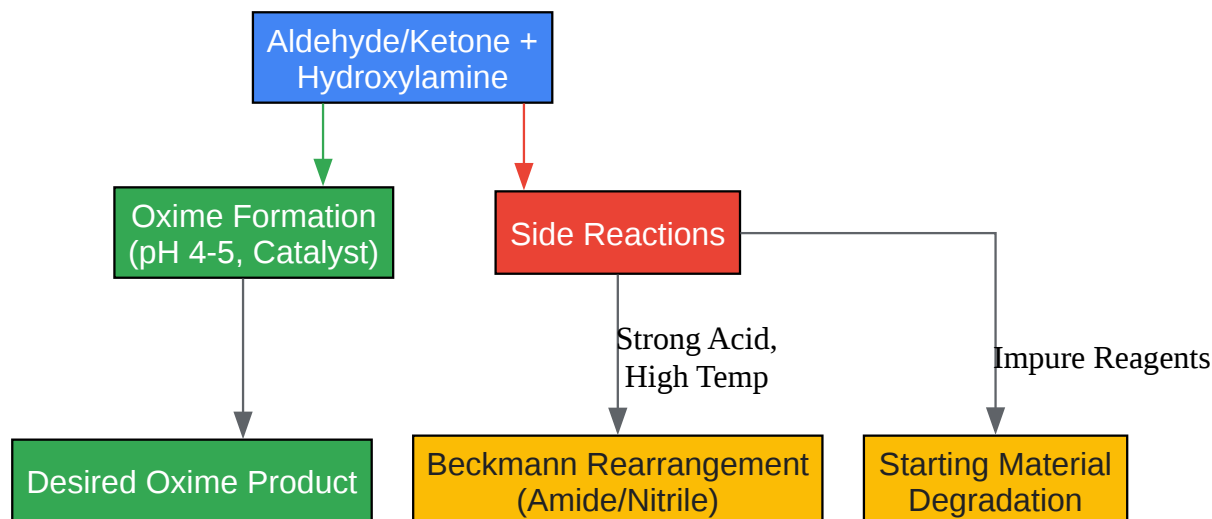 Aldehyde/Ketone +
Hydroxylamine
Oxime Formation
(pH 4-5, Catalyst)
Side Reactions
Strong Acid,
High Temp
Impure Reagents
Desired Oxime Product
Beckmann Rearrangement
(Amide/Nitrile)
Starting Material
Degradation